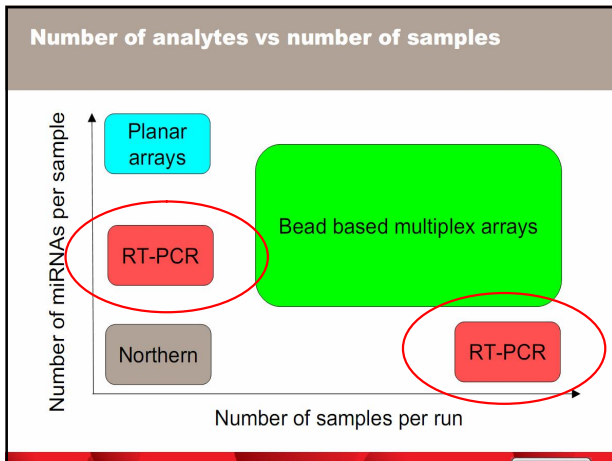 Number of analytes vs number of samples
Number of miRNAs per sample
Planar
arrays
Bead based multiplex arrays
RT-PCR
Northern
RT-PCR
Number of samples per run